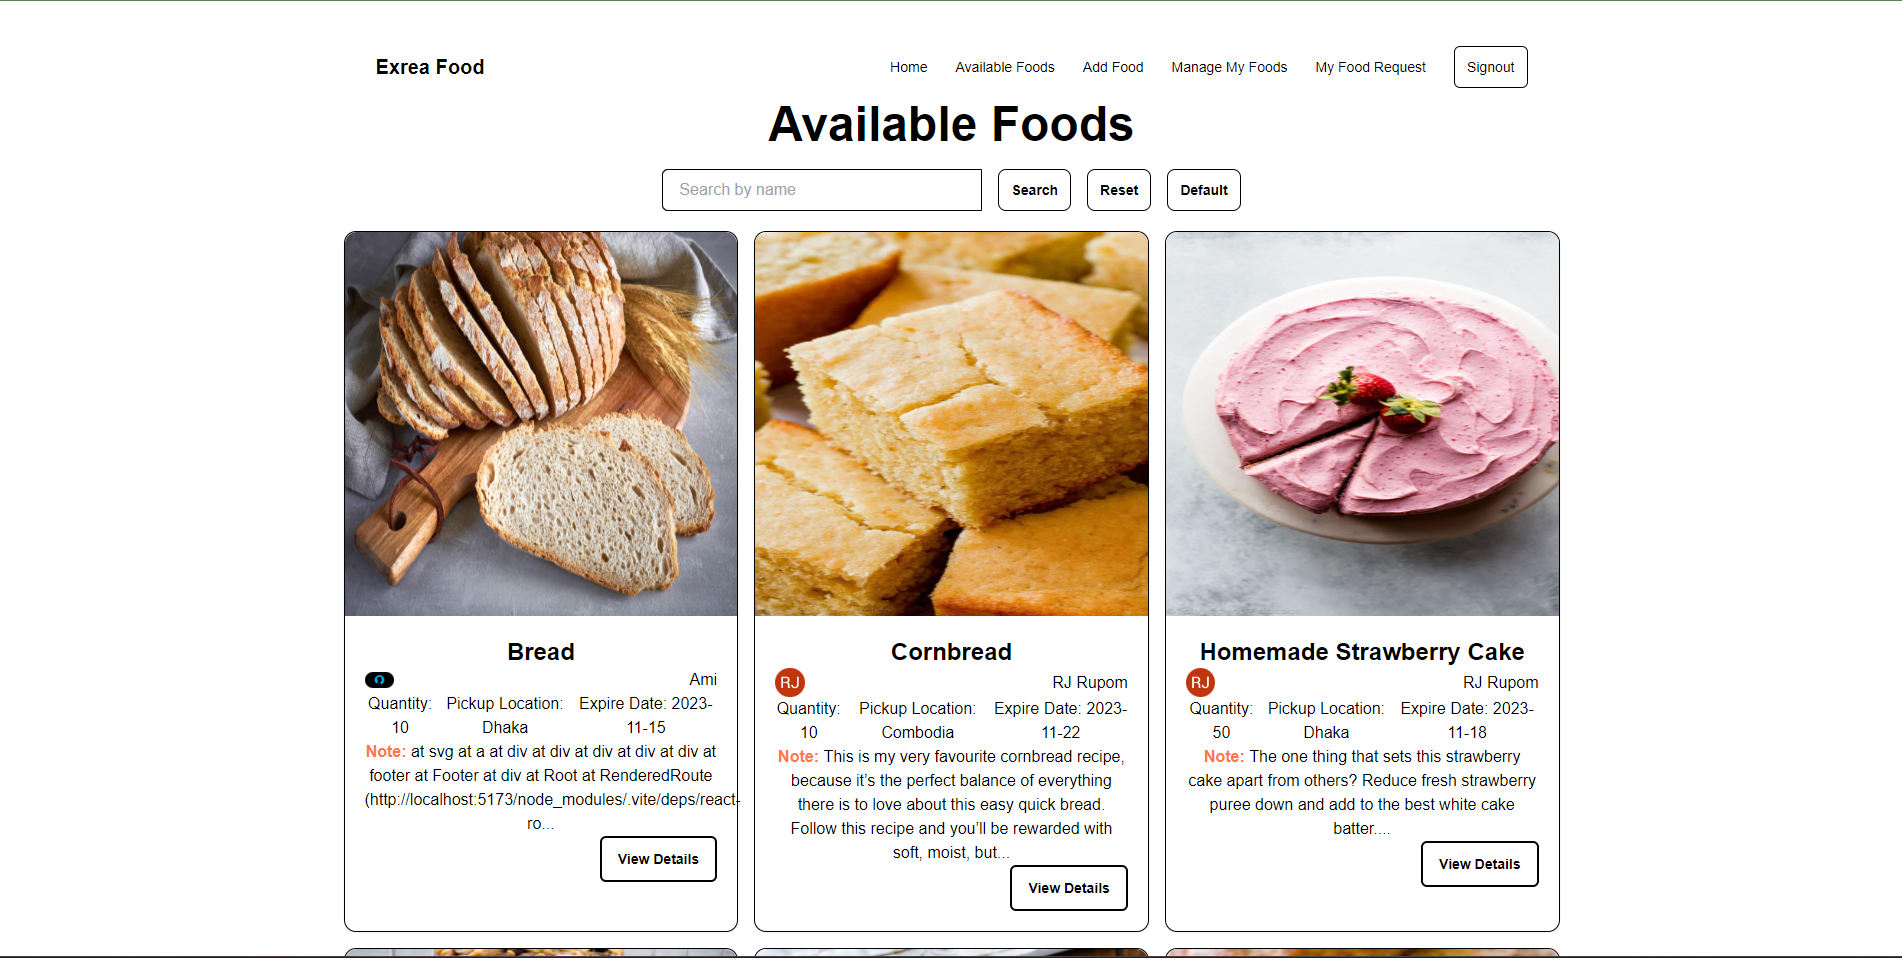 Exrea Food
Home Available Foods Add Food Manage My Foods My Food Request Signout
Available Foods
Search by name Search Reset Default
Bread
Ami
Quantity: Pickup Location: Expire Date: 2023-
10 Dhaka 11-15
Note: at svg at a at div at div at div at div at div at
footer at Footer at div at Root at RenderedRoute
(http://localhost:5173/node_modules/.vite/deps/react-
ro...
View Details
Cornbread
RJ RJ Rupom
Quantity: Pickup Location: Expire Date: 2023-
10 Combodia 11-22
Note: This is my very favourite cornbread recipe,
because it’s the perfect balance of everything
there is to love about this easy quick bread.
Follow this recipe and you’ll be rewarded with
soft, moist, but...
View Details
Homemade Strawberry Cake
RJ RJ Rupom
Quantity: Pickup Location: Expire Date: 2023-
50 Dhaka 11-18
Note: The one thing that sets this strawberry
cake apart from others? Reduce fresh strawberry
puree down and add to the best white cake
batter....
View Details